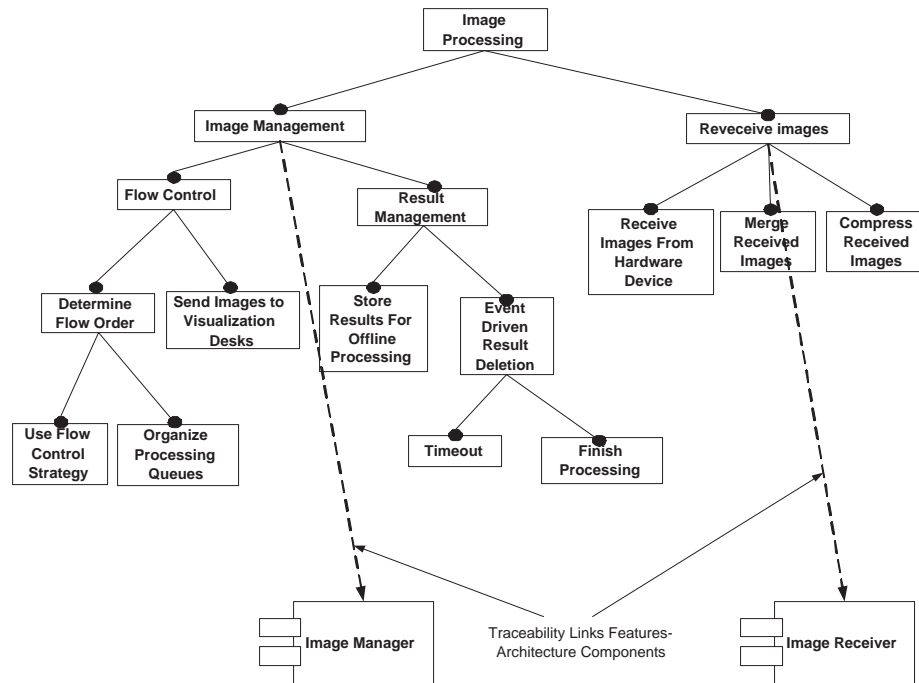 Image
Processing
Image Management
Reveceive images
Flow Control
Result
Management
Receive
Images From
Hardware
Device
Merge
Received
Images
Compress
Received
Images
Determine
Flow Order
Send Images to
Visualization
Desks
Store
Results For
Offline
Processing
Event
Driven
Result
Deletion
Use Flow
Control
Strategy
Organize
Processing
Queues
Timeout
Finish
Processing
Image Manager
Traceability Links Features-
Architecture Components
Image Receiver